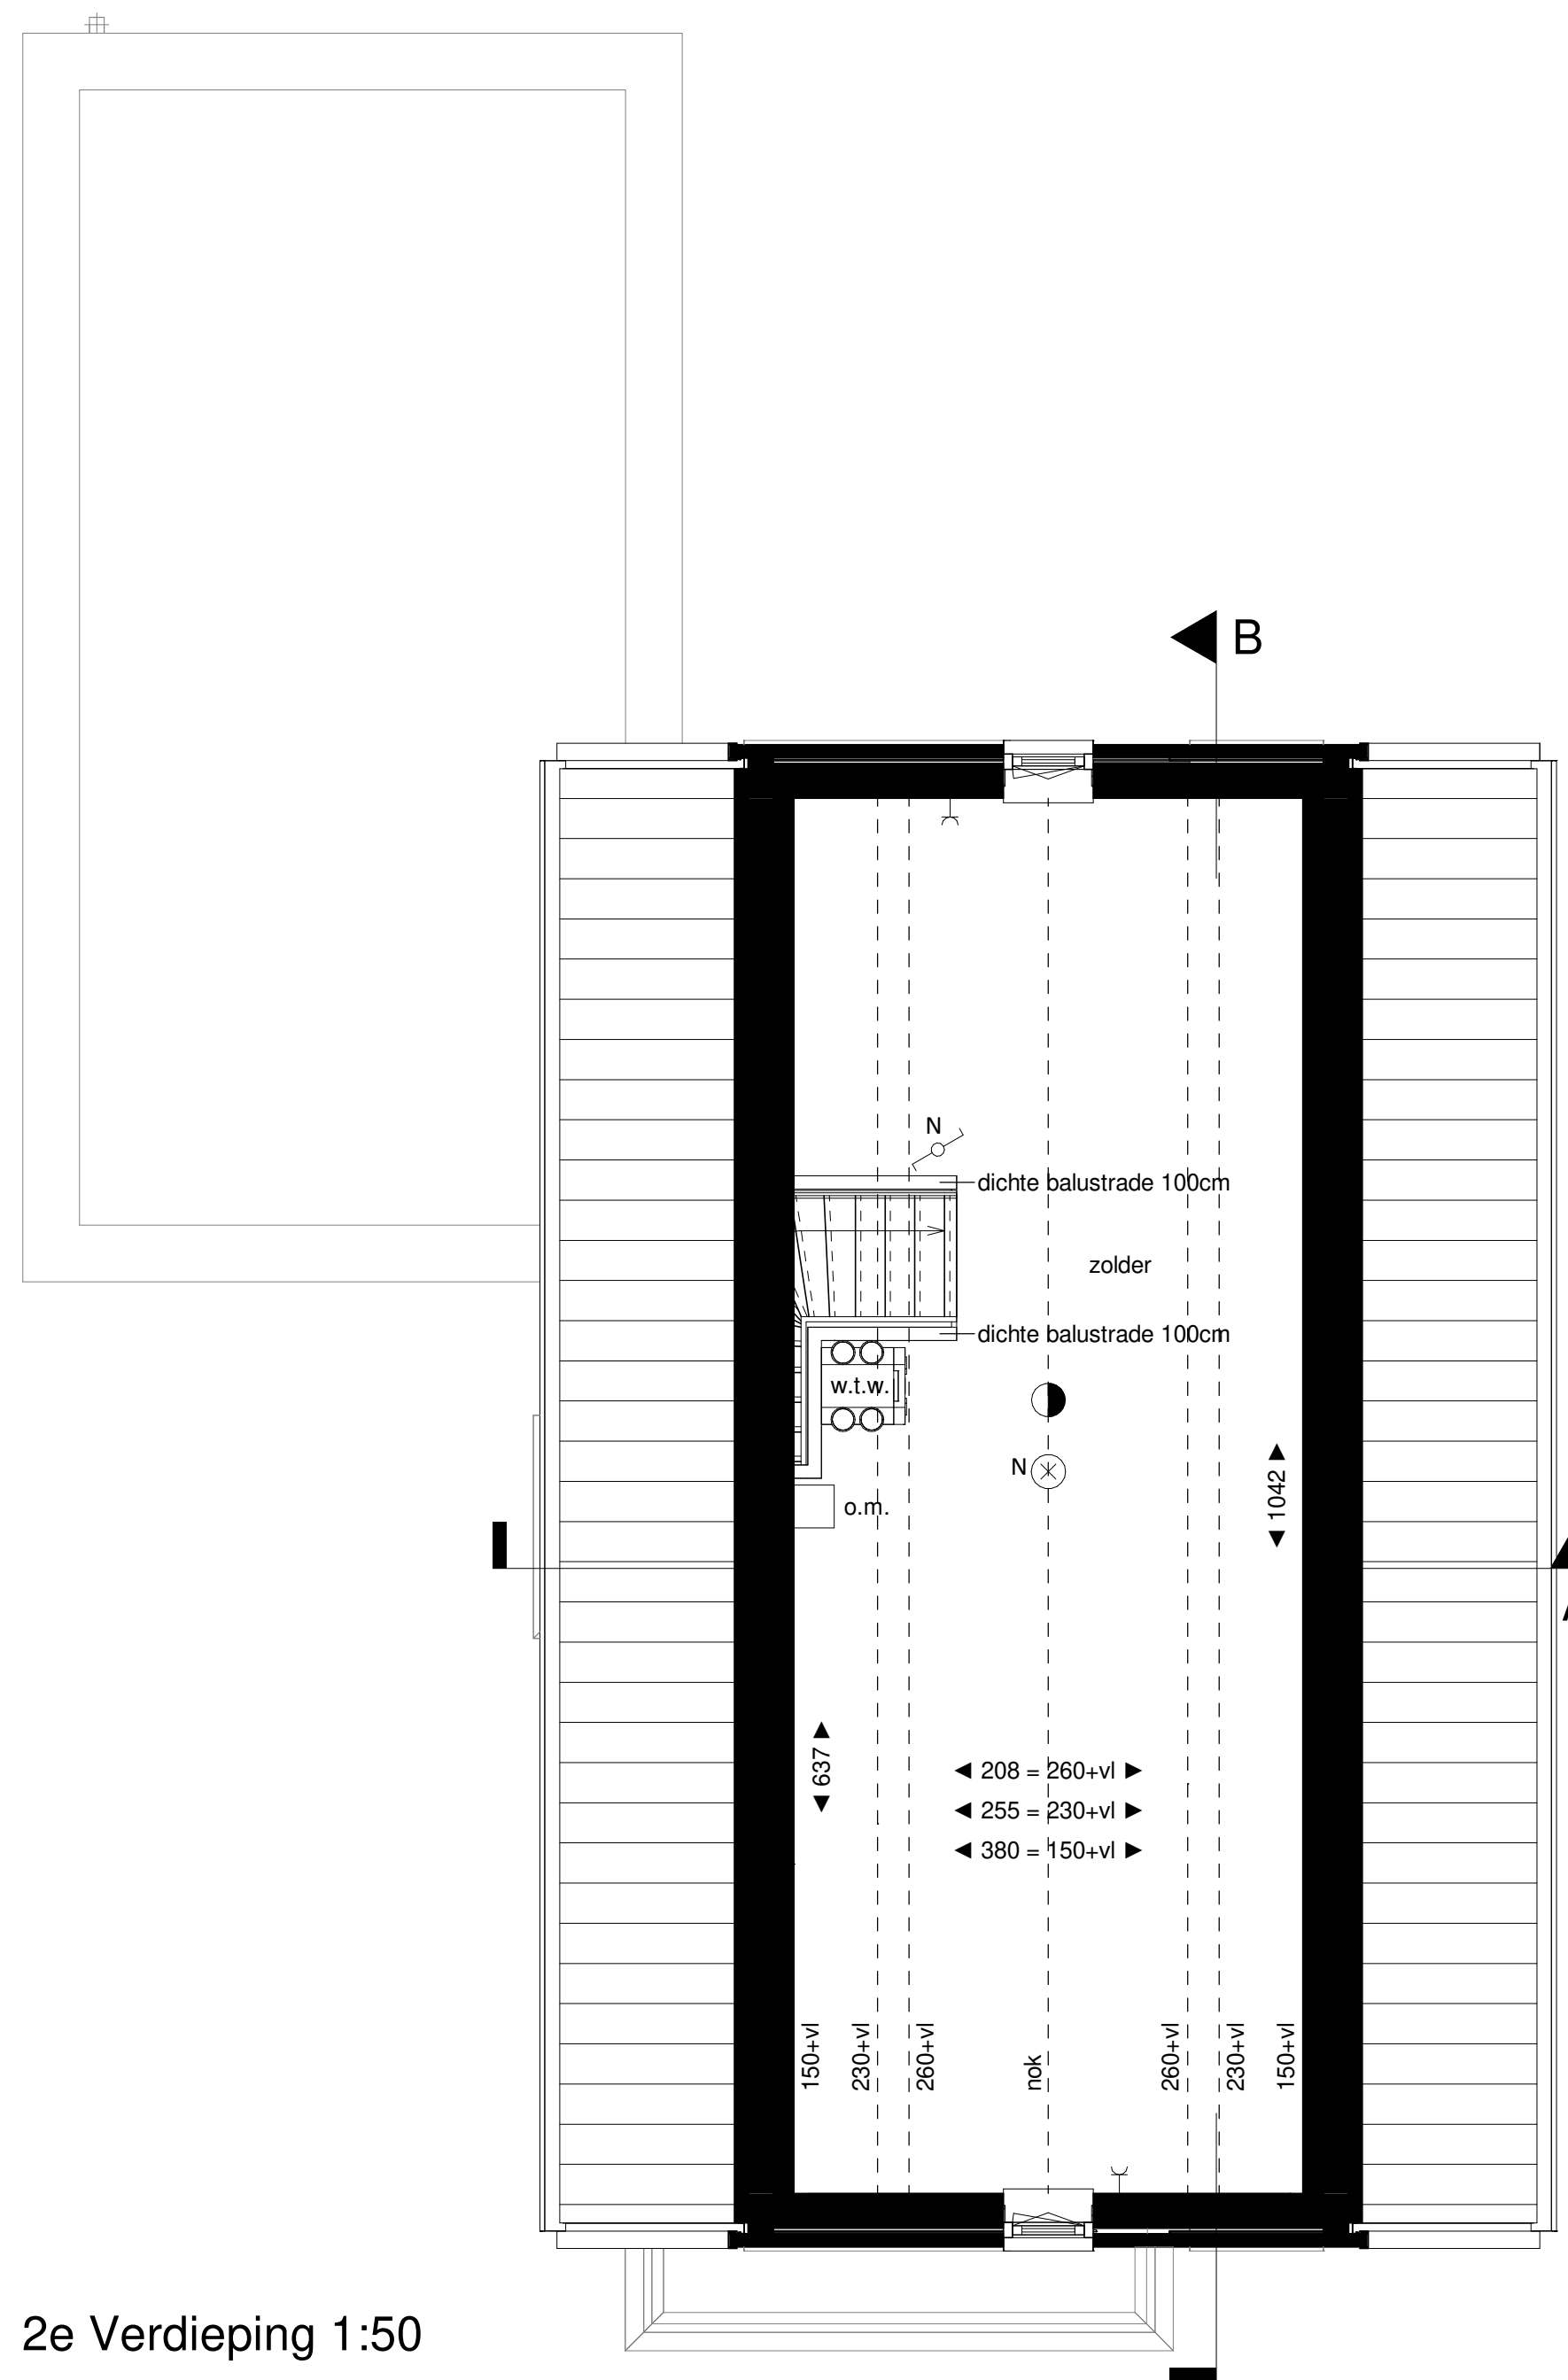 B
N
dichte balustrade 100cm
zolder
dichte balustrade 100cm
w.t.w.
N
o.m.
1042
637
208 = 260+vl
255 = 230+vl
380 = 150+vl
150+vl
230+vl
260+vl
nok
260+vl
230+vl
150+vl
2e Verdieping 1:50